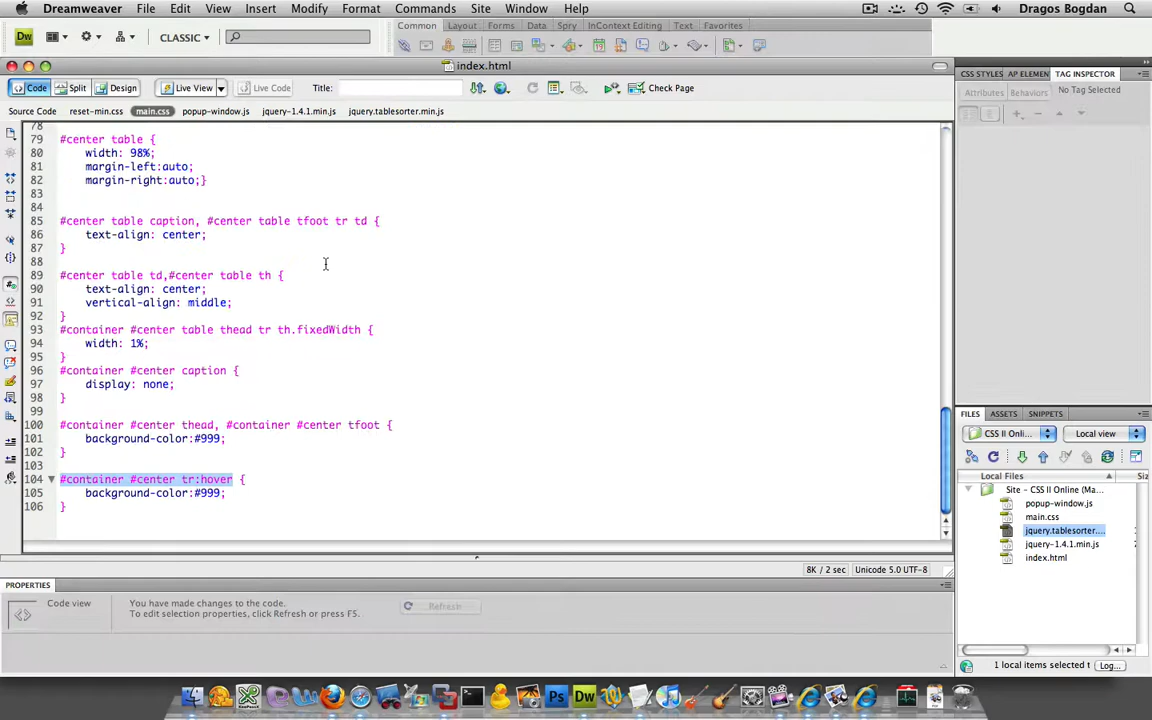 Dreamweaver File Edit View Insert Modify Format Commands Site Window Help Dragos Bogdan
Common Layout Forms Data Spry InContext Editing Text Favorites
Dw CLASSIC
index.html
CSS STYLES AP ELEMEN TAG INSPECTOR
Code Split Design Live View Live Code Title: Check Page
Attributes Behaviors No Tag Selected
Source Code reset-min.css main.css popup-window.js jquery-1.4.1.min.js jquery.tablesorter.min.js
78
79 #center table {
80 width: 98%;
81 margin-left:auto;
82 margin-right:auto;}
83
84
85 #center table caption, #center table tfoot tr td {
86 text-align: center;
87 }
88
89 #center table td,#center table th {
90 text-align: center;
91 vertical-align: middle;
92 }
93 #container #center table thead tr th.fixedWidth {
94 width: 1%;
95 }
96 #container #center caption {
97 display: none;
98 }
99
100 #container #center thead, #container #center tfoot {
101 background-color:#999;
102 }
103
104 #container #center tr:hover {
105 background-color:#999;
106 }
FILES ASSETS SNIPPETS
CSS II Onli... Local view
Local Files Si
Site - CSS II Online (Ma...
popup-window.js
main.css
jquery.tablesorter....
jquery-1.4.1.min.js
index.html
8K / 2 sec Unicode 5.0 UTF-8
PROPERTIES
Code view You have made changes to the code.
To edit selection properties, click Refresh or press F5.
Refresh
1 local items selected t Log...
Dw
Ps